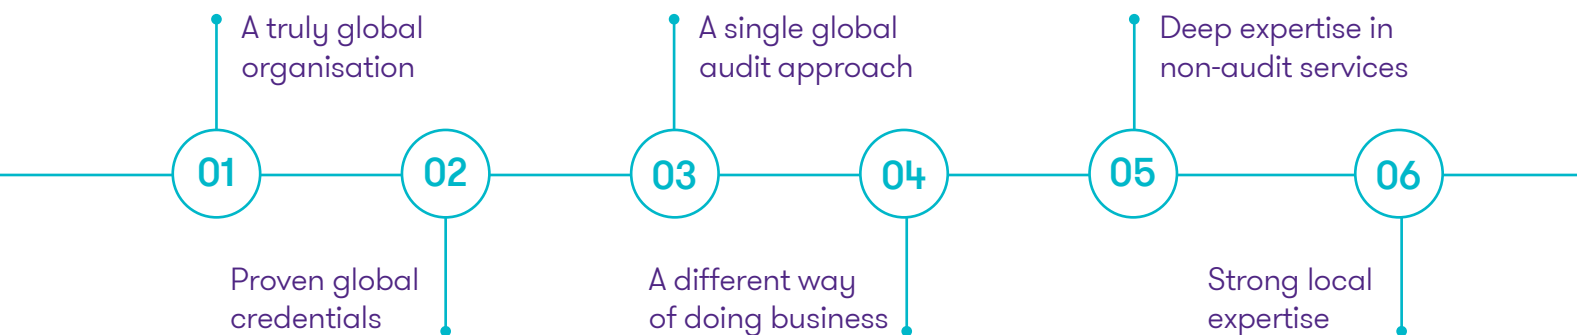 A truly global
organisation
A single global
audit approach
Deep expertise in
non-audit services
01
02
03
04
05
06
Proven global
credentials
A different way
of doing business
Strong local
expertise